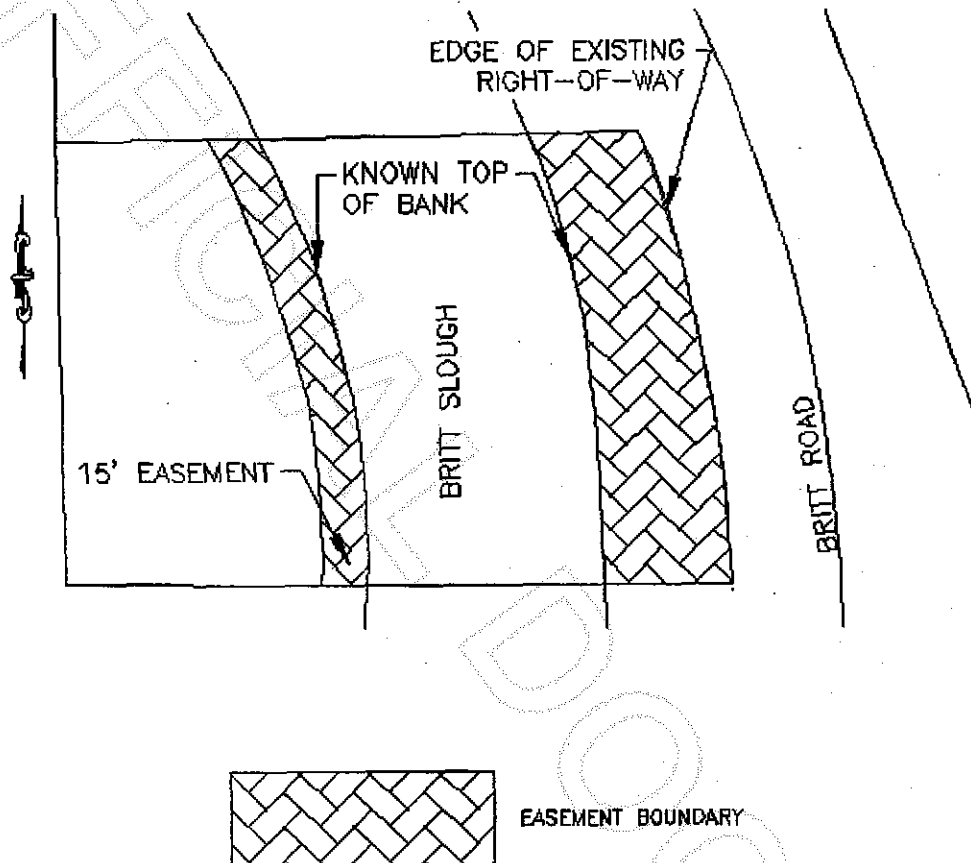 EDGE OF EXISTING
RIGHT-OF-WAY
KNOWN TOP
OF BANK
BRITT SLOUGH
15' EASEMENT
BRITT ROAD
EASEMENT BOUNDARY